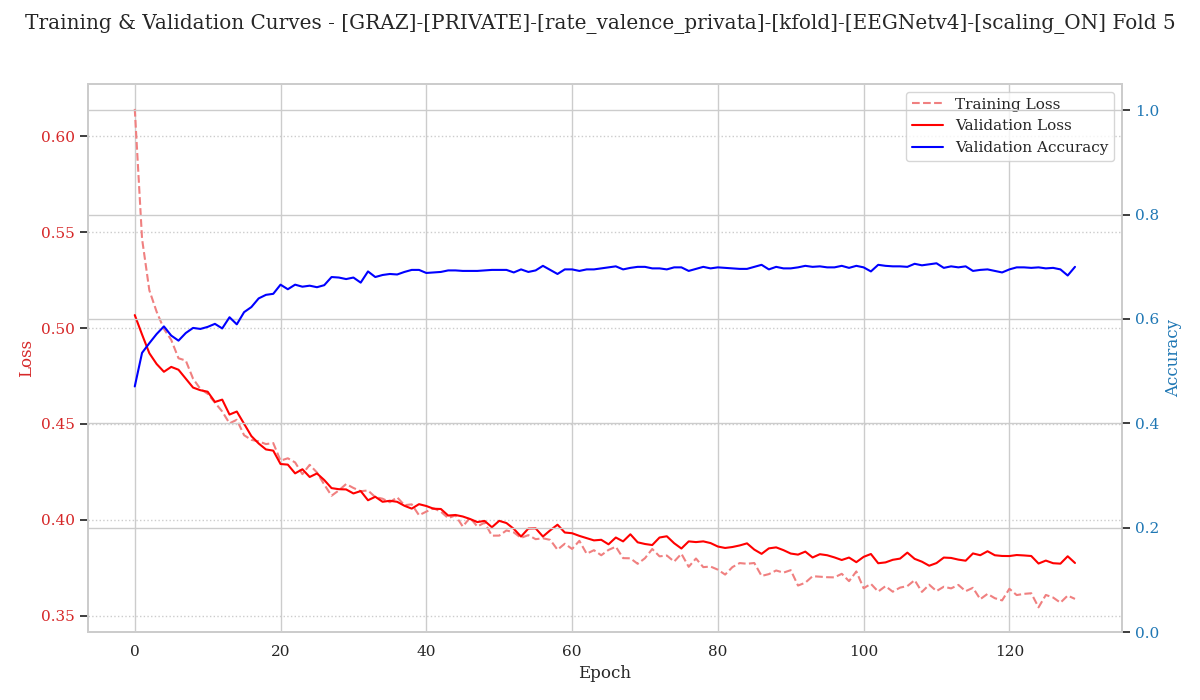 Training & Validation Curves - [GRAZ]-[PRIVATE]-[rate_valence_privata]-[kfold]-[EEGNetv4]-[scaling_ON] Fold 5
Training Loss
Validation Loss
Validation Accuracy
0.60
0.55
0.50
0.45
0.40
0.35
Loss
1.0
0.8
0.6
0.4
0.2
0.0
Accuracy
0 20 40 60 80 100 120
Epoch